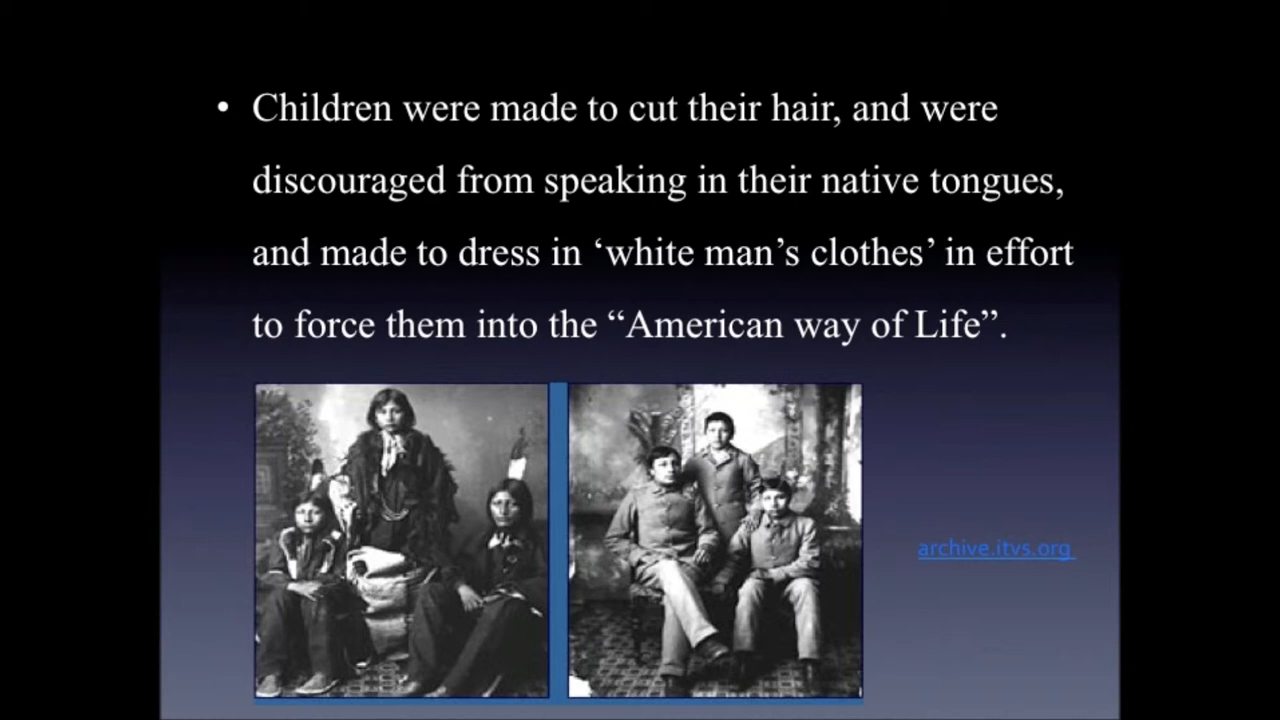 • Children were made to cut their hair, and were
discouraged from speaking in their native tongues,
and made to dress in ‘white man’s clothes’ in effort
to force them into the “American way of Life”.
archive.itvs.org